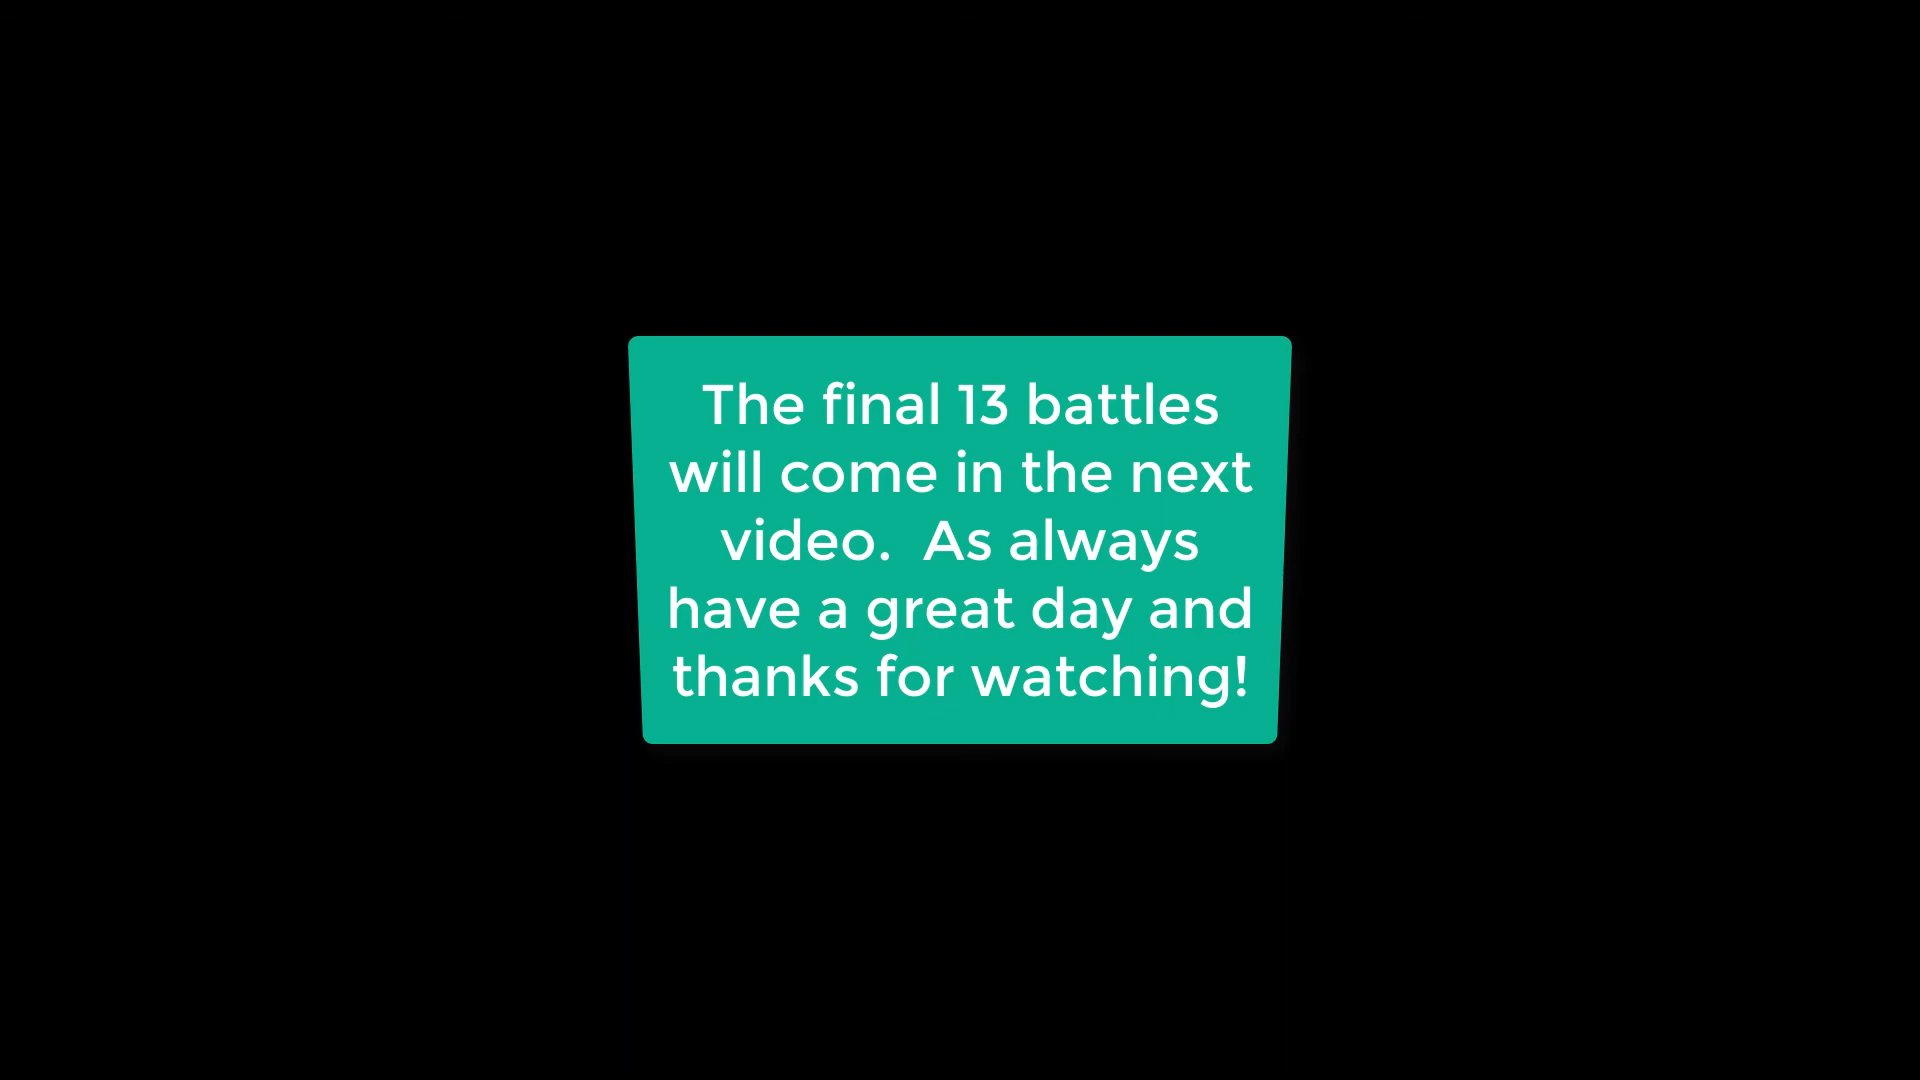 The final 13 battles
will come in the next
video.  As always
have a great day and
thanks for watching!